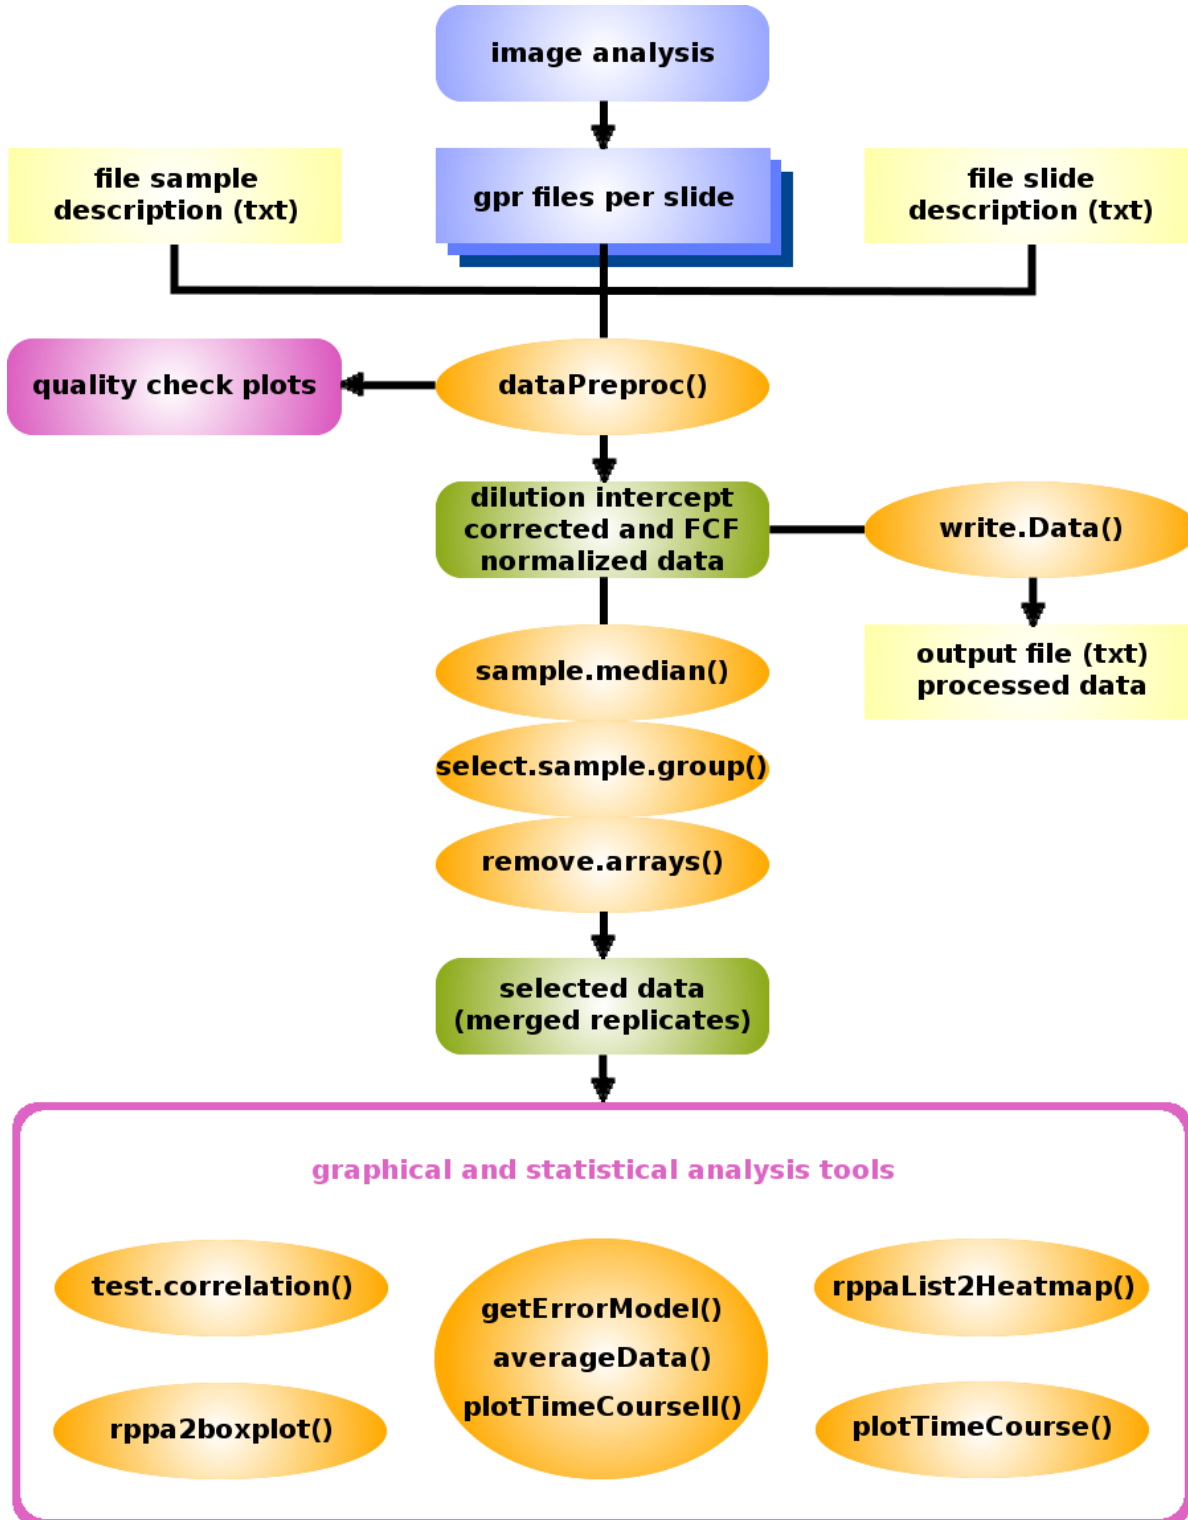 image analysis
file sample
description (txt)
gpr files per slide
file slide
description (txt)
quality check plots
dataPreproc()
dilution intercept
corrected and FCF
normalized data
write.Data()
sample.median()
output file (txt)
processed data
select.sample.group()
remove.arrays()
selected data
(merged replicates)
graphical and statistical analysis tools
test.correlation()
getErrorModel()
averageData()
plotTimeCourseII()
rppaList2Heatmap()
rppa2boxplot()
plotTimeCourse()